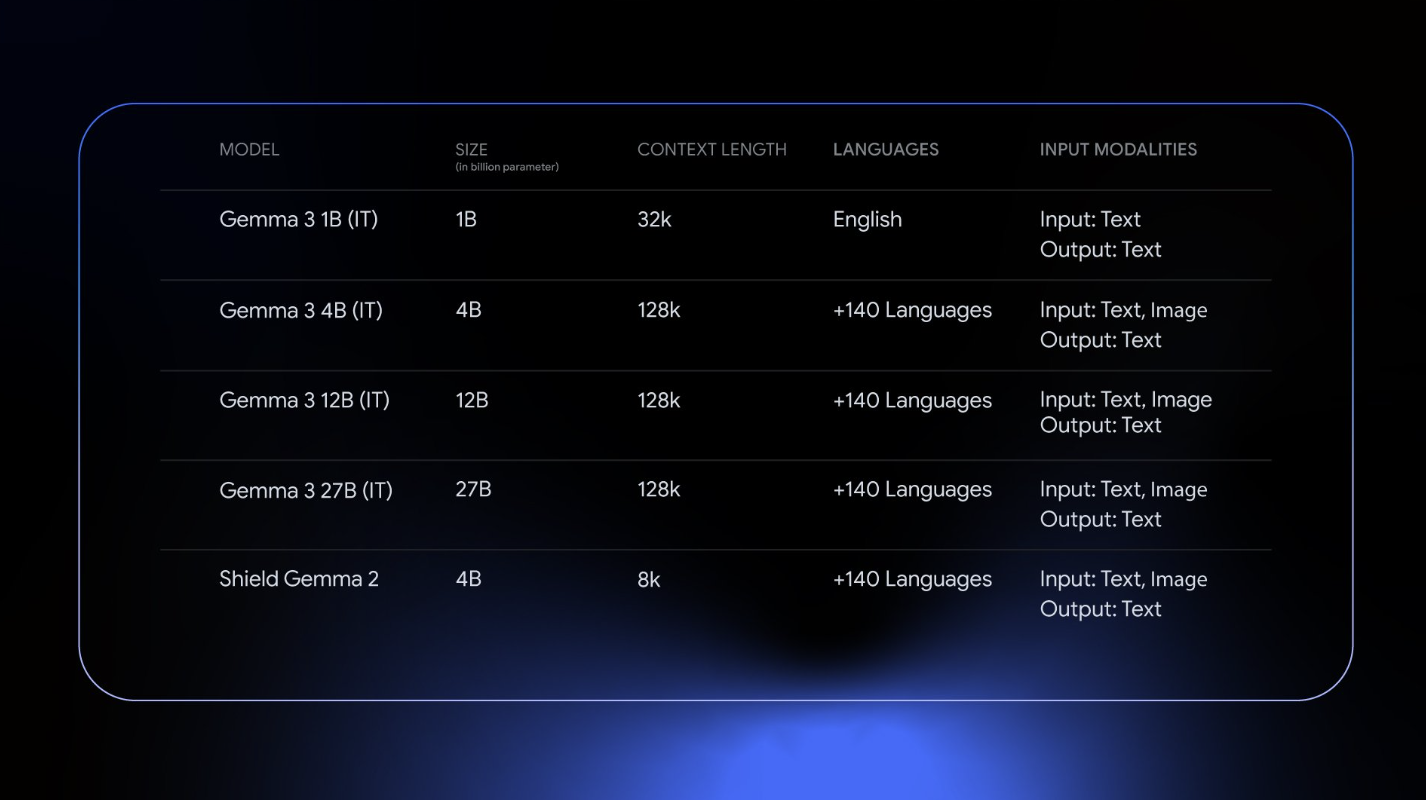 MODEL SIZE CONTEXT LENGTH LANGUAGES INPUT MODALITIES
(in billion parameter)
Gemma 3 1B (IT) 1B 32k English Input: Text
Output: Text
Gemma 3 4B (IT) 4B 128k +140 Languages Input: Text, Image
Output: Text
Gemma 3 12B (IT) 12B 128k +140 Languages Input: Text, Image
Output: Text
Gemma 3 27B (IT) 27B 128k +140 Languages Input: Text, Image
Output: Text
Shield Gemma 2 4B 8k +140 Languages Input: Text, Image
Output: Text